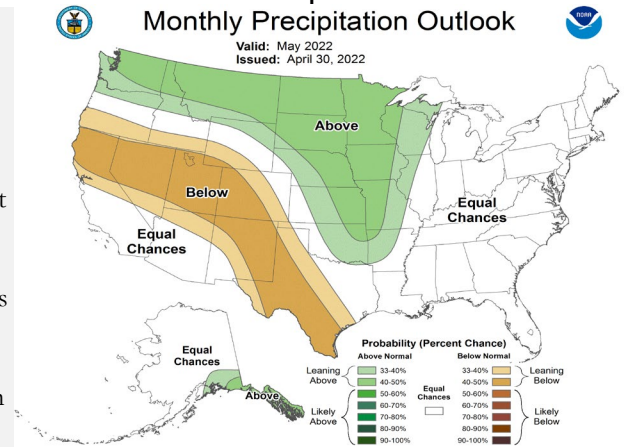 Monthly Precipitation Outlook
NOAA
Valid: May 2022
Issued: April 30, 2022
Above
Below
Equal
Chances
Equal
Chances
t
s
n
Equal
Chances
Above
Probability (Percent Chance)
Above Normal Below Normal
Leaning
Above
33-40% 33-40%
40-50% 40-50%
Leaning
Below
Equal
Chances
Likely
Above
50-60% 50-60%
60-70% 60-70%
70-80% 70-80%
80-90% 80-90%
90-100% 90-100%
Likely
Below